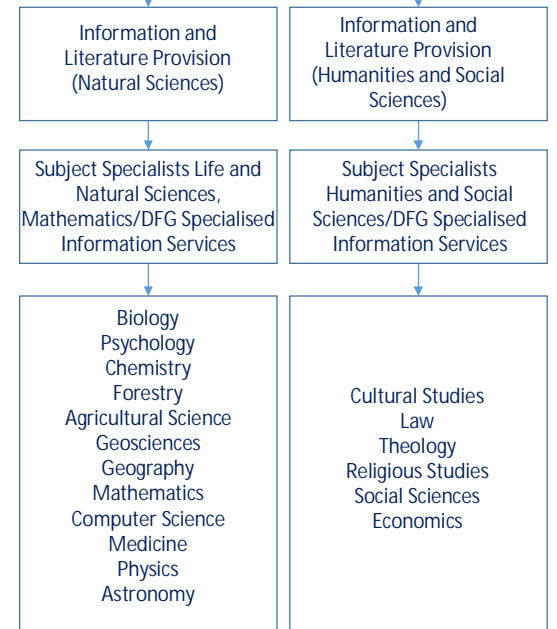 Information and
Literature Provision
(Natural Sciences)
Information and
Literature Provision
(Humanities and Social
Sciences)
Subject Specialists Life and
Natural Sciences,
Mathematics/DFG Specialised
Information Services
Subject Specialists
Humanities and Social
Sciences/DFG Specialised
Information Services
Biology
Psychology
Chemistry
Forestry
Agricultural Science
Geosciences
Geography
Mathematics
Computer Science
Medicine
Physics
Astronomy
Cultural Studies
Law
Theology
Religious Studies
Social Sciences
Economics